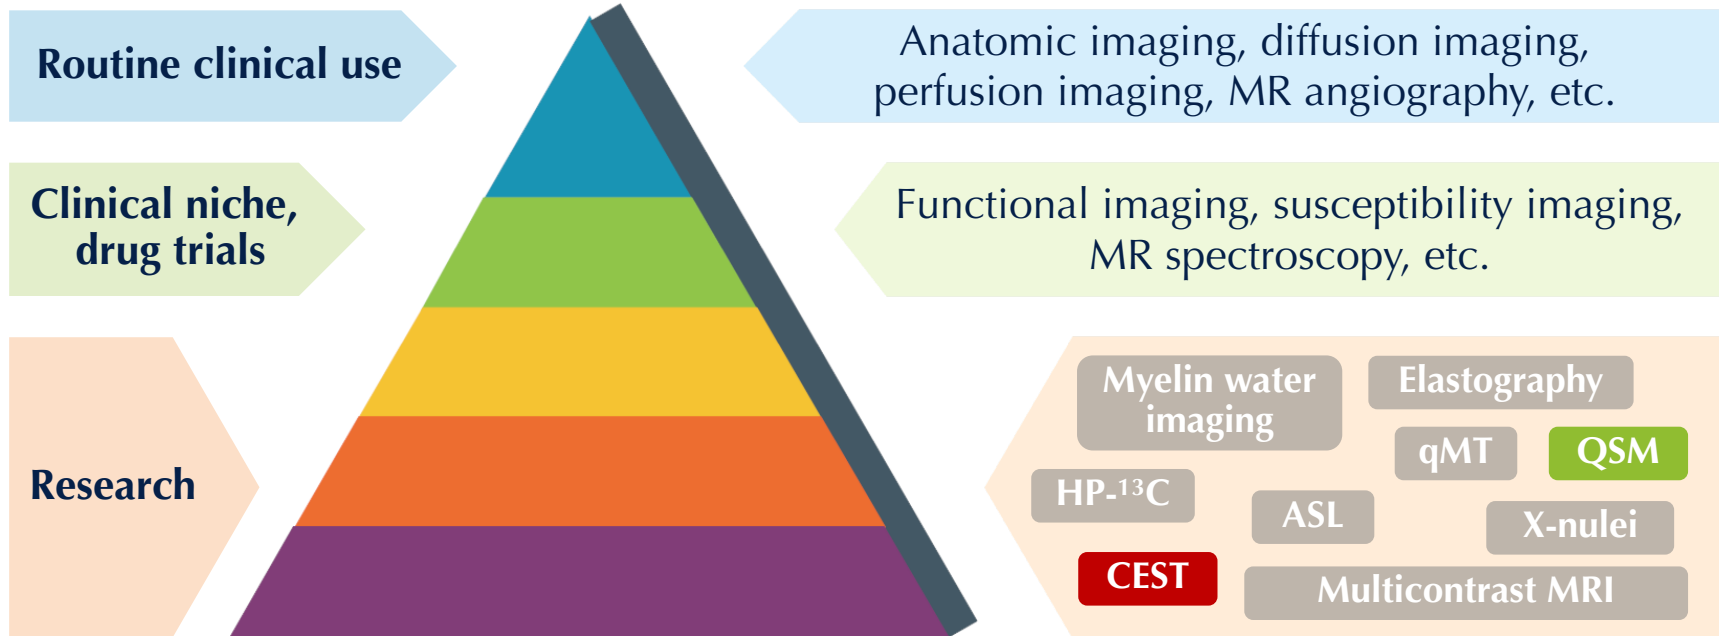 Routine clinical use
Anatomic imaging, diffusion imaging,
perfusion imaging, MR angiography, etc.
Clinical niche,
drug trials
Functional imaging, susceptibility imaging,
MR spectroscopy, etc.
Research
Myelin water
imaging
Elastography
qMT
QSM
HP-¹³C
ASL
X-nulei
CEST
Multicontrast MRI